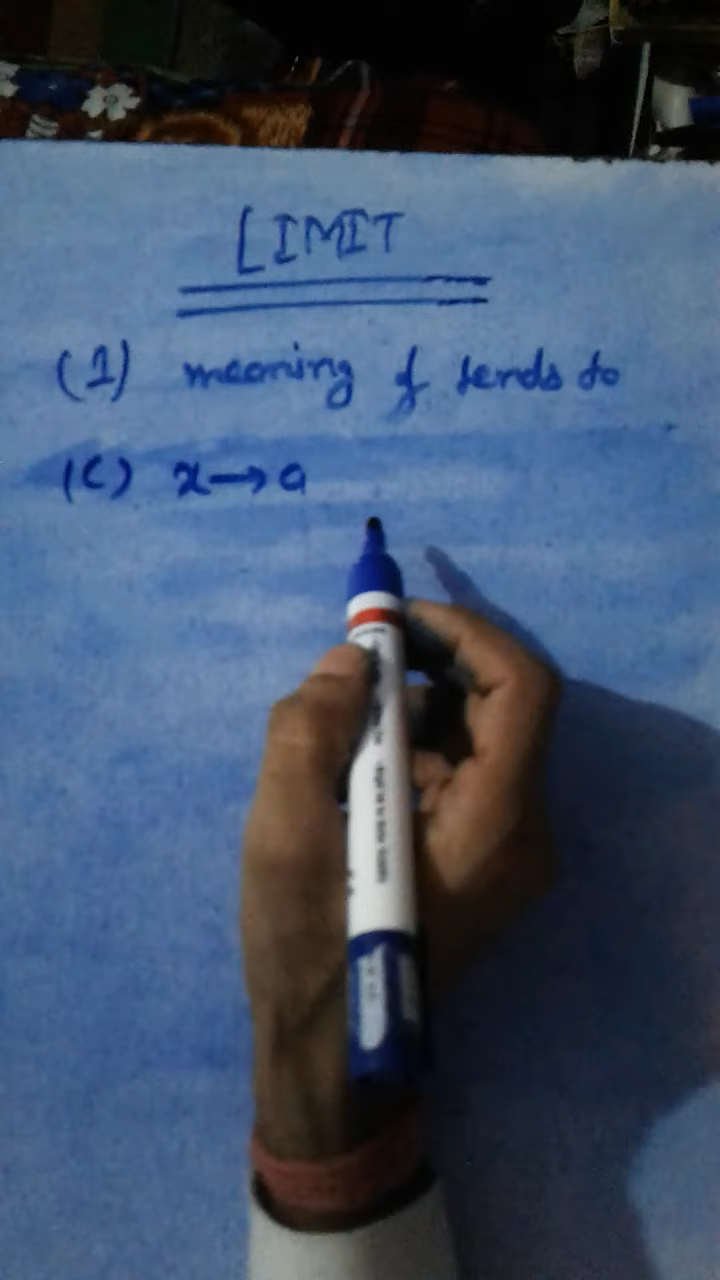 LIMIT
(1) meaning of tends to
(C) x→a